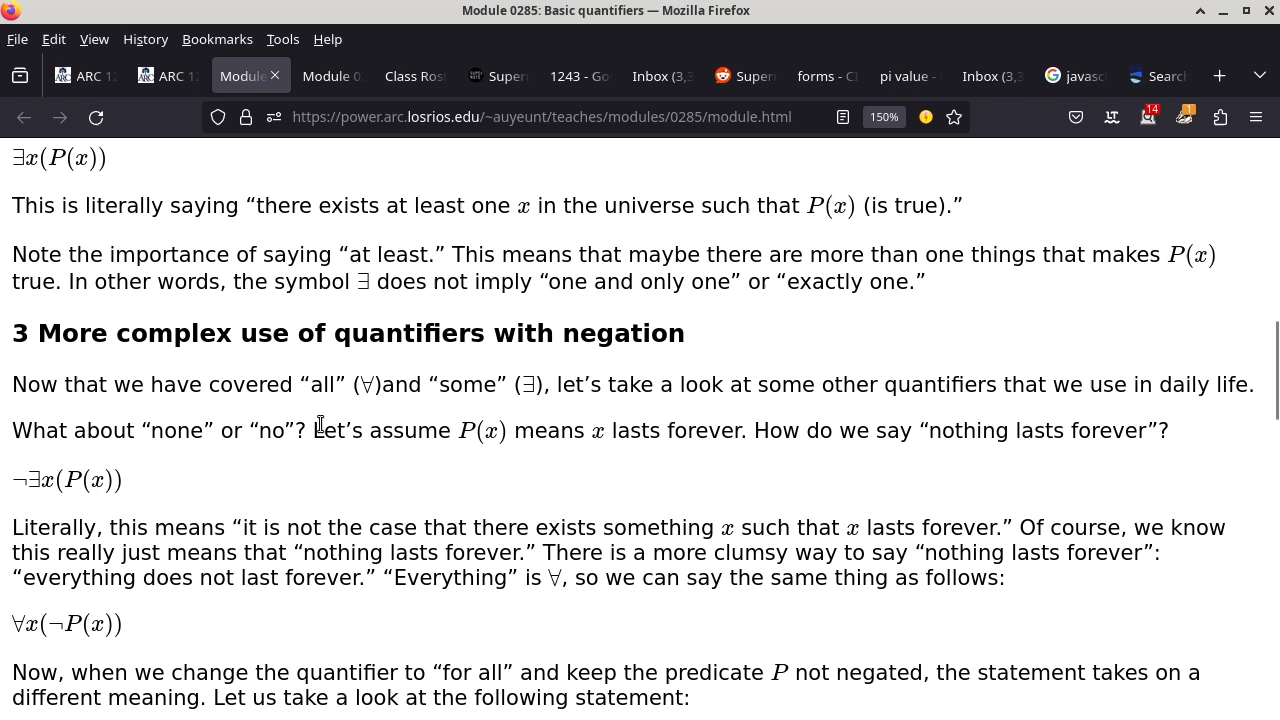 Module 0285: Basic quantifiers — Mozilla Firefox
File Edit View History Bookmarks Tools Help
ARC 12 ARC 12 Module Module 0 Class Ros Super 1243 - Go Inbox (3,3 Super forms - C pi value - Inbox (3,3 javasc Search
https://power.arc.losrios.edu/~auyeunt/teaches/modules/0285/module.html 150% 14 1
∃x(P(x))
This is literally saying “there exists at least one x in the universe such that P(x) (is true).”
Note the importance of saying “at least.” This means that maybe there are more than one things that makes P(x)
true. In other words, the symbol ∃ does not imply “one and only one” or “exactly one.”
3 More complex use of quantifiers with negation
Now that we have covered “all” (∀)and “some” (∃), let’s take a look at some other quantifiers that we use in daily life.
What about “none” or “no”? Let’s assume P(x) means x lasts forever. How do we say “nothing lasts forever”?
¬∃x(P(x))
Literally, this means “it is not the case that there exists something x such that x lasts forever.” Of course, we know
this really just means that “nothing lasts forever.” There is a more clumsy way to say “nothing lasts forever”:
“everything does not last forever.” “Everything” is ∀, so we can say the same thing as follows:
∀x(¬P(x))
Now, when we change the quantifier to “for all” and keep the predicate P not negated, the statement takes on a
different meaning. Let us take a look at the following statement: